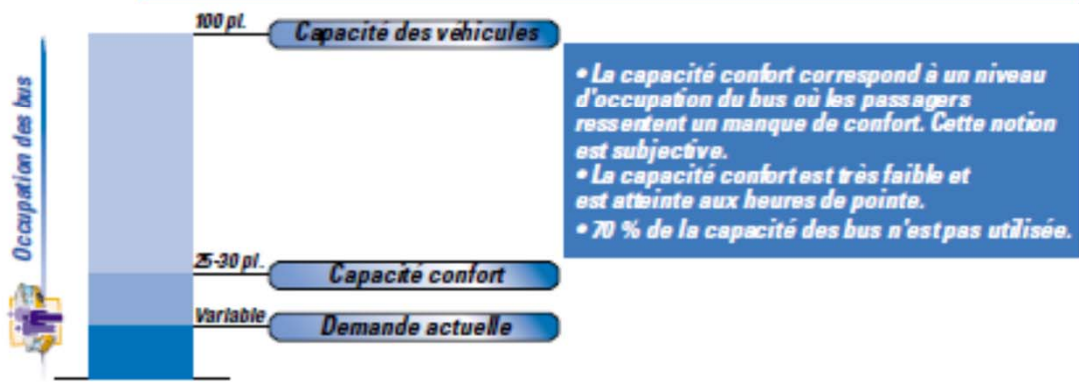 100 pl.
Capacité des véhicules
• La capacité confort correspond à un niveau
d'occupation du bus où les passagers
ressentent un manque de confort. Cette notion
est subjective.
• La capacité confort est très faible et
est atteinte aux heures de pointe.
• 70 % de la capacité des bus n'est pas utilisée.
Occupation des bus
25-30 pl.
Capacité confort
Variable
Demande actuelle